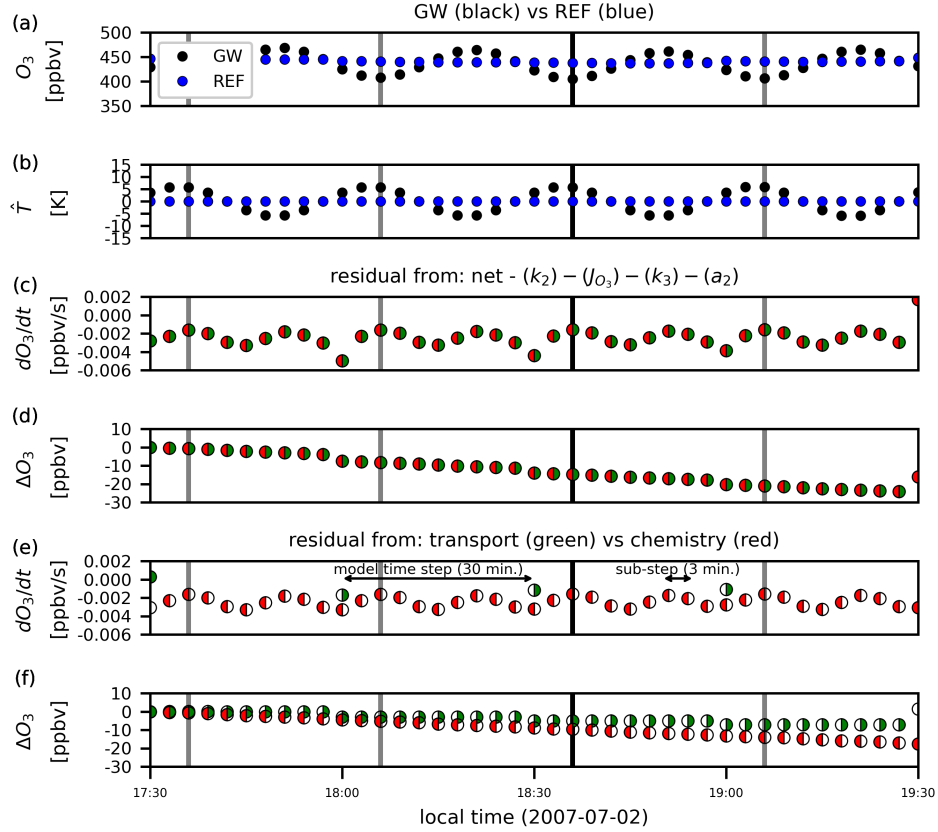 GW (black) vs REF (blue)
(a)
O₃
[ppbv]
500
450
400
350
GW
REF
(b)
T̂
[K]
15
10
5
0
-5
-10
-15
residual from: net - (k₂) − (J_{O₃}) − (k₃) − (a₂)
(c)
dO₃/dt
[ppbv/s]
0.002
0.000
-0.002
-0.004
-0.006
(d)
ΔO₃
[ppbv]
10
0
-10
-20
-30
residual from: transport (green) vs chemistry (red)
(e)
dO₃/dt
[ppbv/s]
0.002
0.000
-0.002
-0.004
-0.006
model time step (30 min.)
sub-step (3 min.)
(f)
ΔO₃
[ppbv]
10
0
-10
-20
-30
17:30 18:00 18:30 19:00 19:30
local time (2007-07-02)